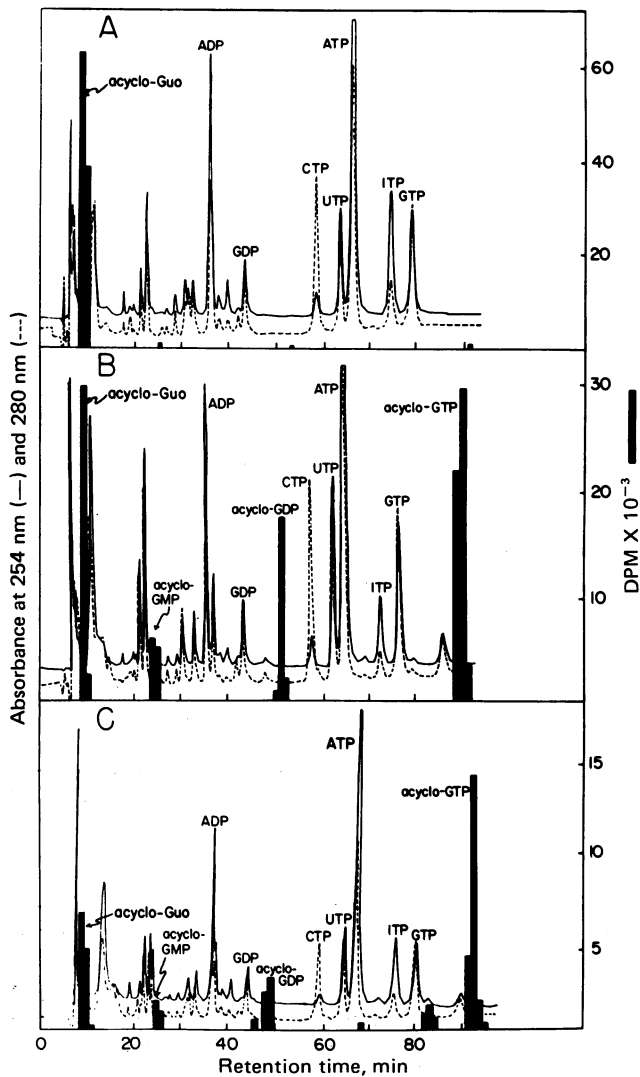 A
ADP
ATP
acyclo-Guo
60
40
20
CTP
UTP
ITP
GTP
GDP
B
acyclo-Guo
ADP
ATP
acyclo-GTP
30
20
10
CTP
UTP
acyclo-GDP
GTP
acyclo-
GMP
GDP
ITP
C
ATP
acyclo-GTP
15
10
5
ADP
acyclo-Guo
acyclo-
GMP
GDP
acyclo-
GDP
CTP
UTP
ITP
GTP
0
20
40
60
80
Retention time, min
Absorbance at 254 nm (—) and 280 nm (---)
DPM X 10⁻³